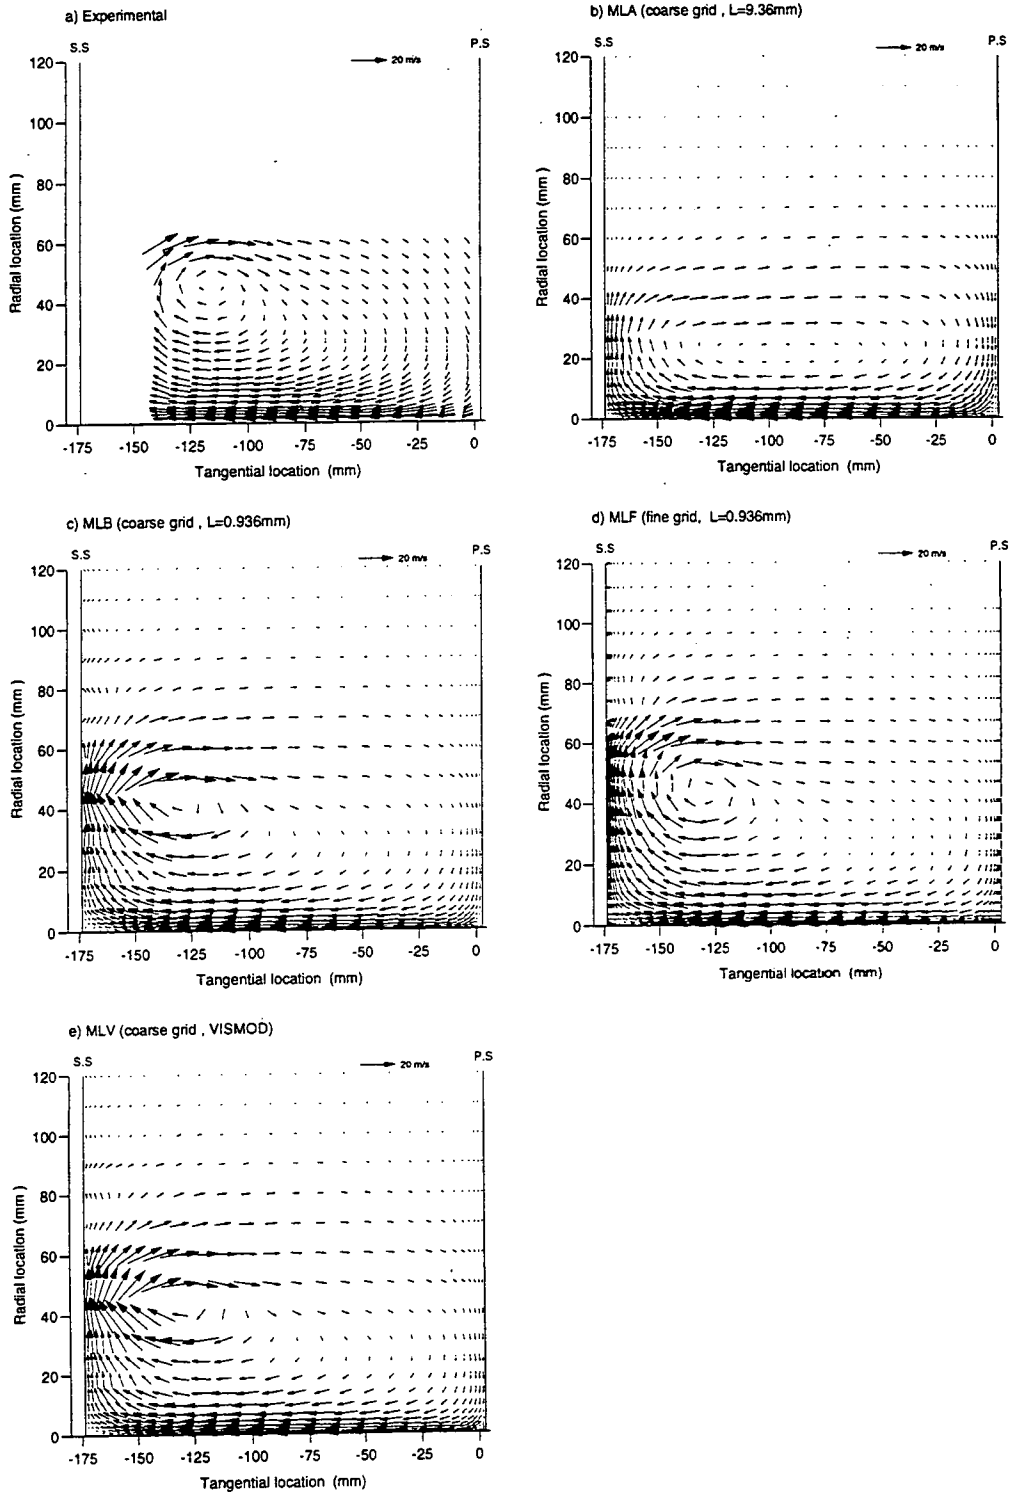 a) Experimental
S.S
P.S
20 m/s
120
100
80
60
40
20
0
Radial location (mm )
-175
-150
-125
-100
-75
-50
-25
0
Tangential location (mm)
b) MLA (coarse grid , L=9.36mm)
S.S
P.S
20 m/s
120
100
80
60
40
20
0
Radial location (mm )
-175
-150
-125
-100
-75
-50
-25
0
Tangential location (mm)
c) MLB (coarse grid , L=0.936mm)
S.S
P.S
20 m/s
120
100
80
60
40
20
0
Radial location (mm )
-175
-150
-125
-100
-75
-50
-25
0
Tangential location (mm)
d) MLF (fine grid, L=0.936mm)
S.S
P.S
20 m/s
120
100
80
60
40
20
0
Radial location (mm )
-175
-150
-125
-100
-75
-50
-25
0
Tangential location (mm)
e) MLV (coarse grid , VISMOD)
S.S
P.S
20 m/s
120
100
80
60
40
20
0
Radial location (mm )
-175
-150
-125
-100
-75
-50
-25
0
Tangential location (mm)